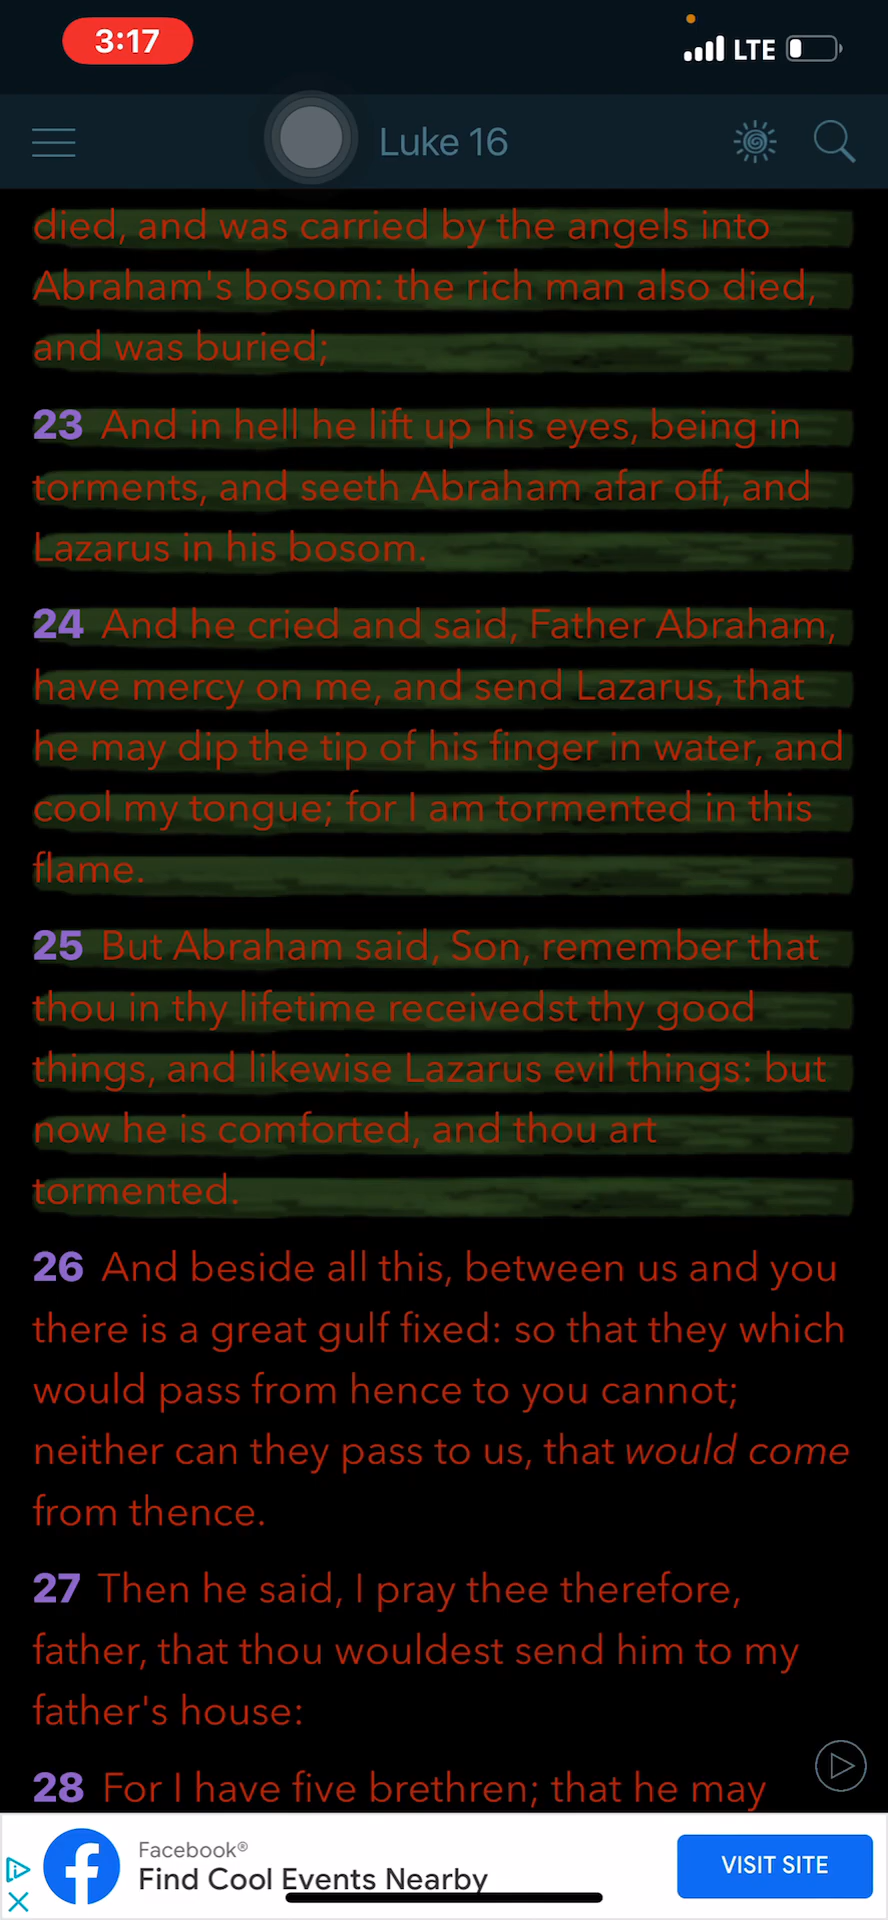 3:17
LTE
Luke 16
died, and was carried by the angels into
Abraham's bosom: the rich man also died,
and was buried;
23 And in hell he lift up his eyes, being in
torments, and seeth Abraham afar off, and
Lazarus in his bosom.
24 And he cried and said, Father Abraham,
have mercy on me, and send Lazarus, that
he may dip the tip of his finger in water, and
cool my tongue; for I am tormented in this
flame.
25 But Abraham said, Son, remember that
thou in thy lifetime receivedst thy good
things, and likewise Lazarus evil things: but
now he is comforted, and thou art
tormented.
26 And beside all this, between us and you
there is a great gulf fixed: so that they which
would pass from hence to you cannot;
neither can they pass to us, that would come
from thence.
27 Then he said, I pray thee therefore,
father, that thou wouldest send him to my
father's house:
28 For I have five brethren; that he may
Facebook®
Find Cool Events Nearby
VISIT SITE